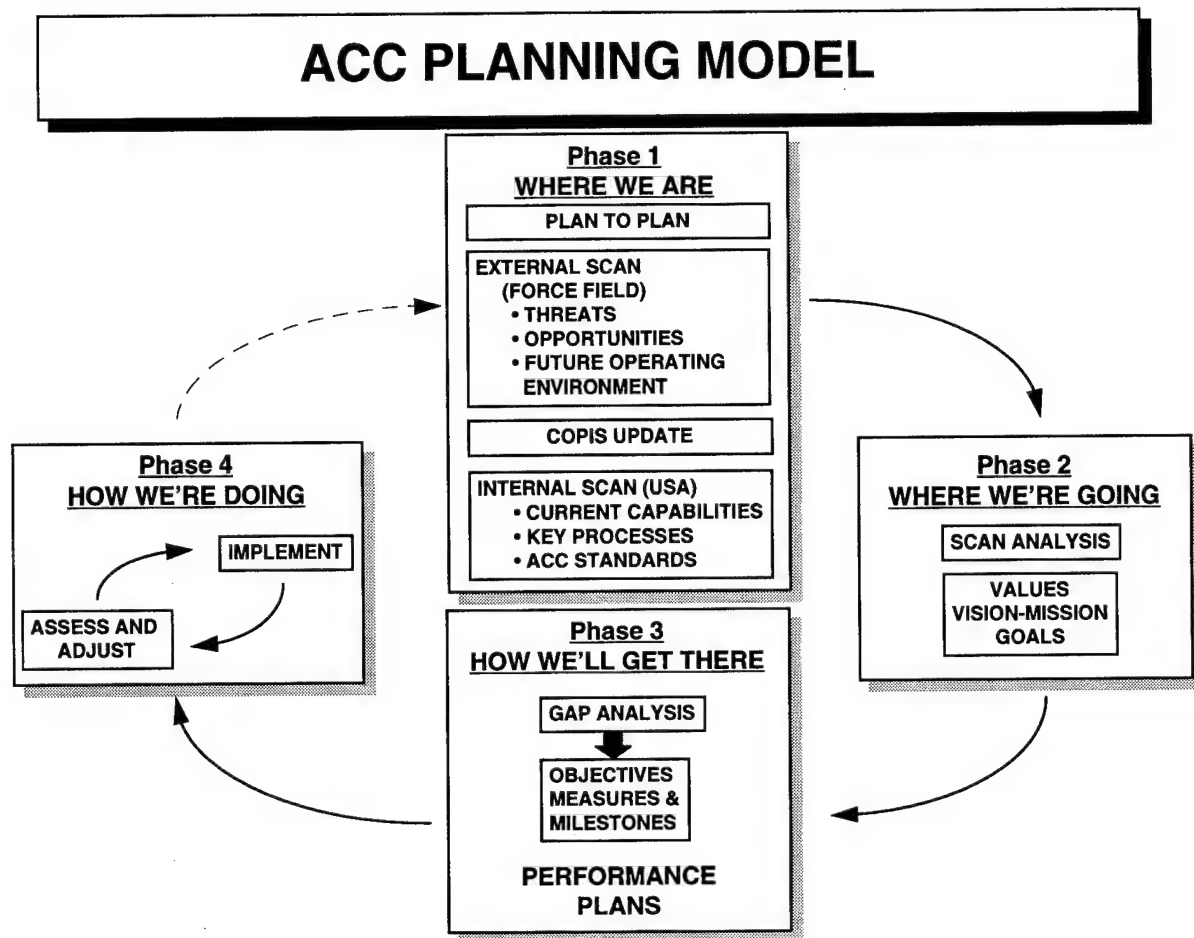 ACC PLANNING MODEL
Phase 1
WHERE WE ARE
PLAN TO PLAN
EXTERNAL SCAN
(FORCE FIELD)
• THREATS
• OPPORTUNITIES
• FUTURE OPERATING
ENVIRONMENT
COPIS UPDATE
INTERNAL SCAN (USA)
• CURRENT CAPABILITIES
• KEY PROCESSES
• ACC STANDARDS
Phase 2
WHERE WE'RE GOING
SCAN ANALYSIS
VALUES
VISION-MISSION
GOALS
Phase 3
HOW WE'LL GET THERE
GAP ANALYSIS
OBJECTIVES
MEASURES &
MILESTONES
PERFORMANCE
PLANS
Phase 4
HOW WE'RE DOING
IMPLEMENT
ASSESS AND
ADJUST